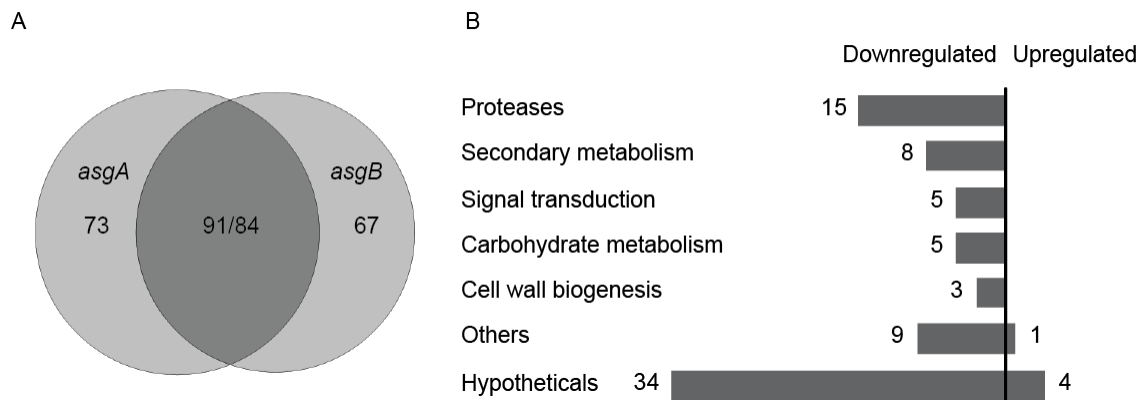 A
B
Downregulated Upregulated
asgA
asgB
73
91/84
67
Proteases 15
Secondary metabolism 8
Signal transduction 5
Carbohydrate metabolism 5
Cell wall biogenesis 3
Others 9 1
Hypotheticals 34 4